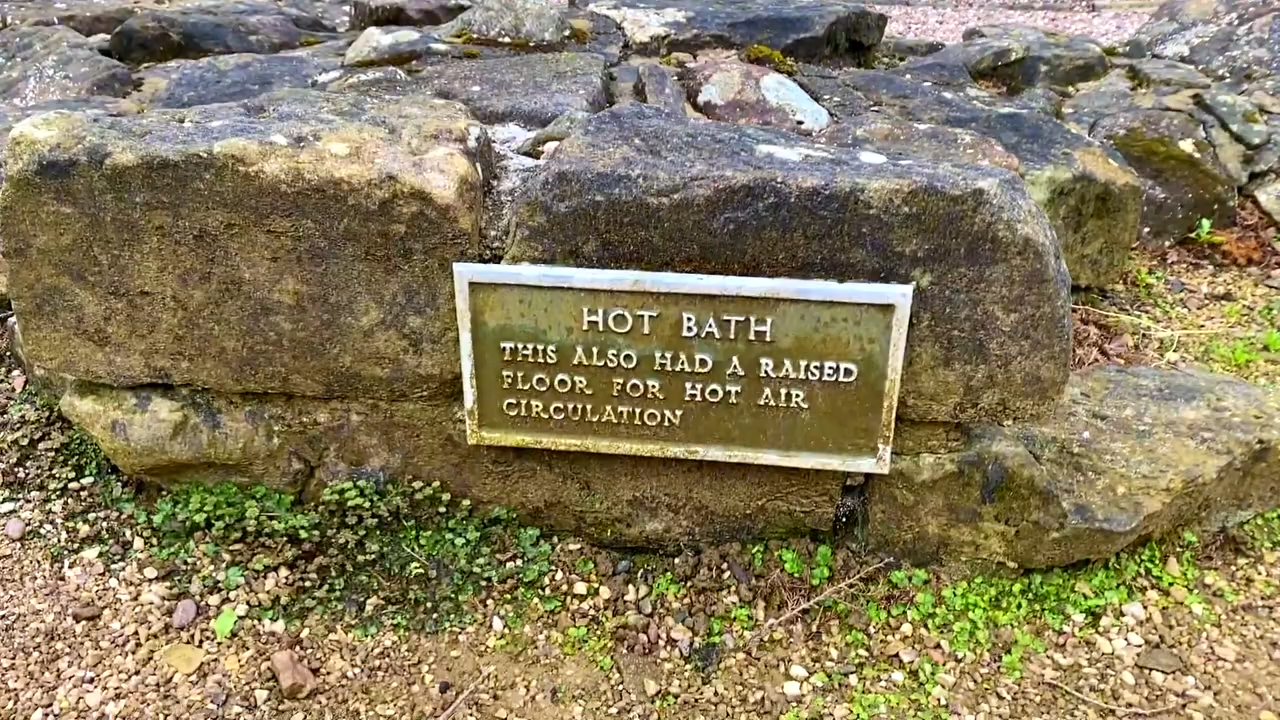 HOT BATH
THIS ALSO HAD A RAISED
FLOOR FOR HOT AIR
CIRCULATION